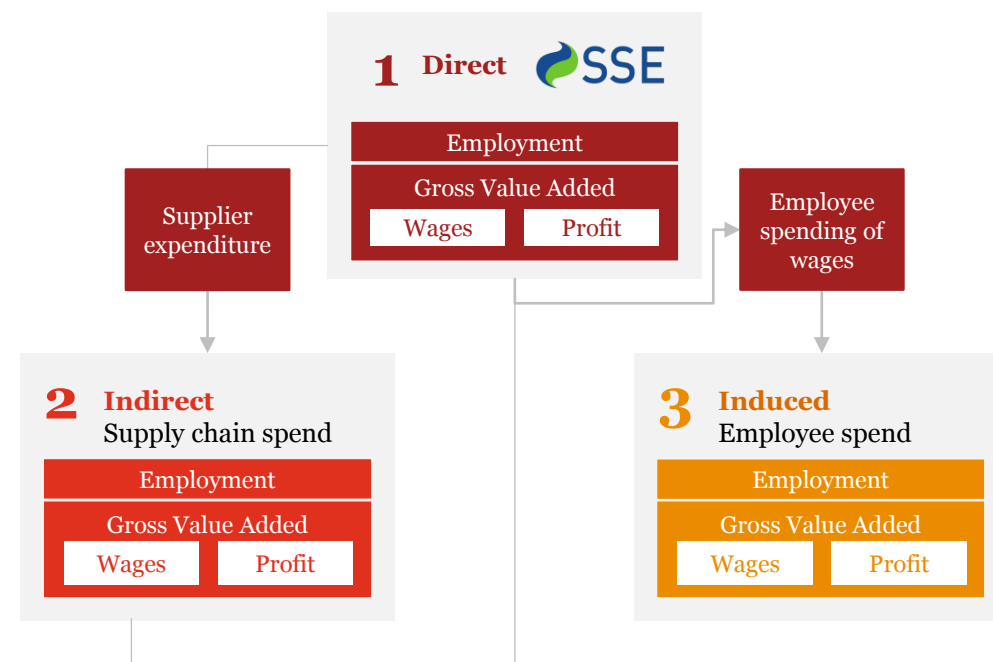 1 Direct SSE
Employment
Gross Value Added
Wages Profit
Supplier
expenditure
Employee
spending of
wages
2 Indirect
Supply chain spend
Employment
Gross Value Added
Wages Profit
3 Induced
Employee spend
Employment
Gross Value Added
Wages Profit